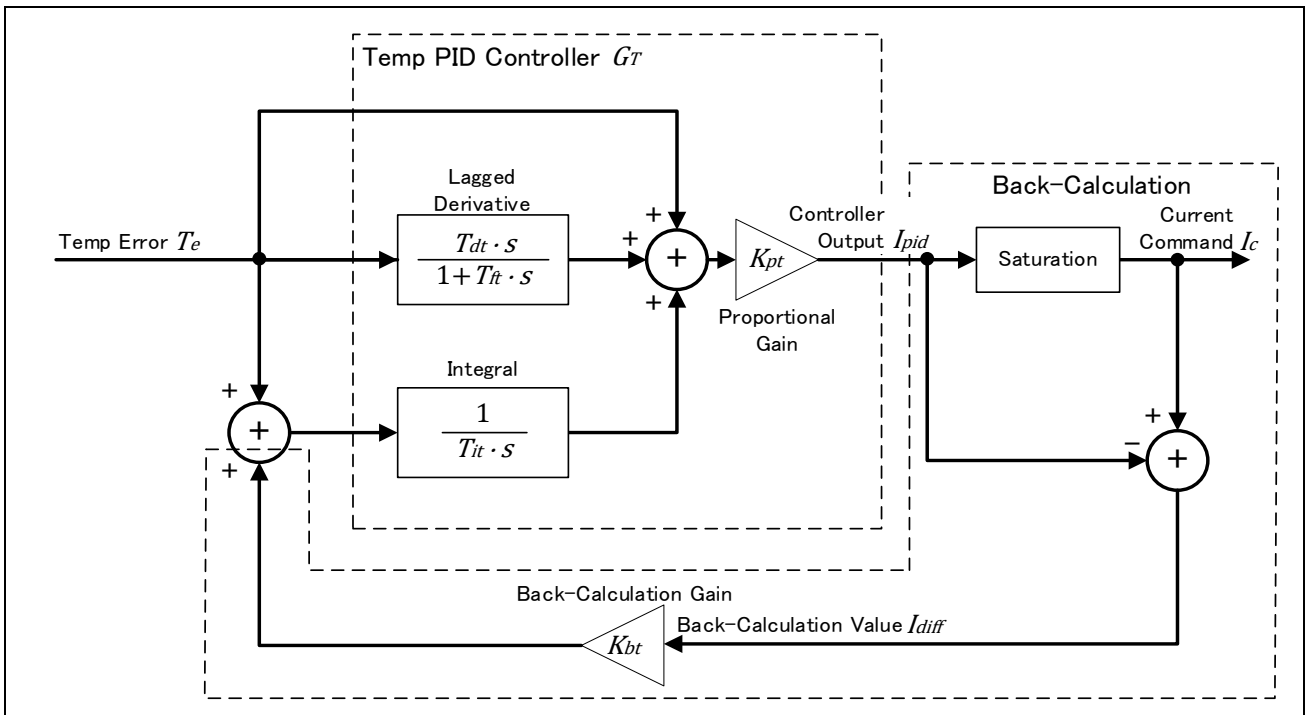 Temp PID Controller GT
Back-Calculation
Lagged
Derivative
Temp Error Te
Tdt · s
1+ Tft · s
+
+
+
+
Kpt
Proportional
Gain
Controller
Output Ipid
Saturation
Current
Command Ic
Integral
1
Tit · s
+
+
+
+
−
+
Back-Calculation Gain
Kbt
Back-Calculation Value Idiff